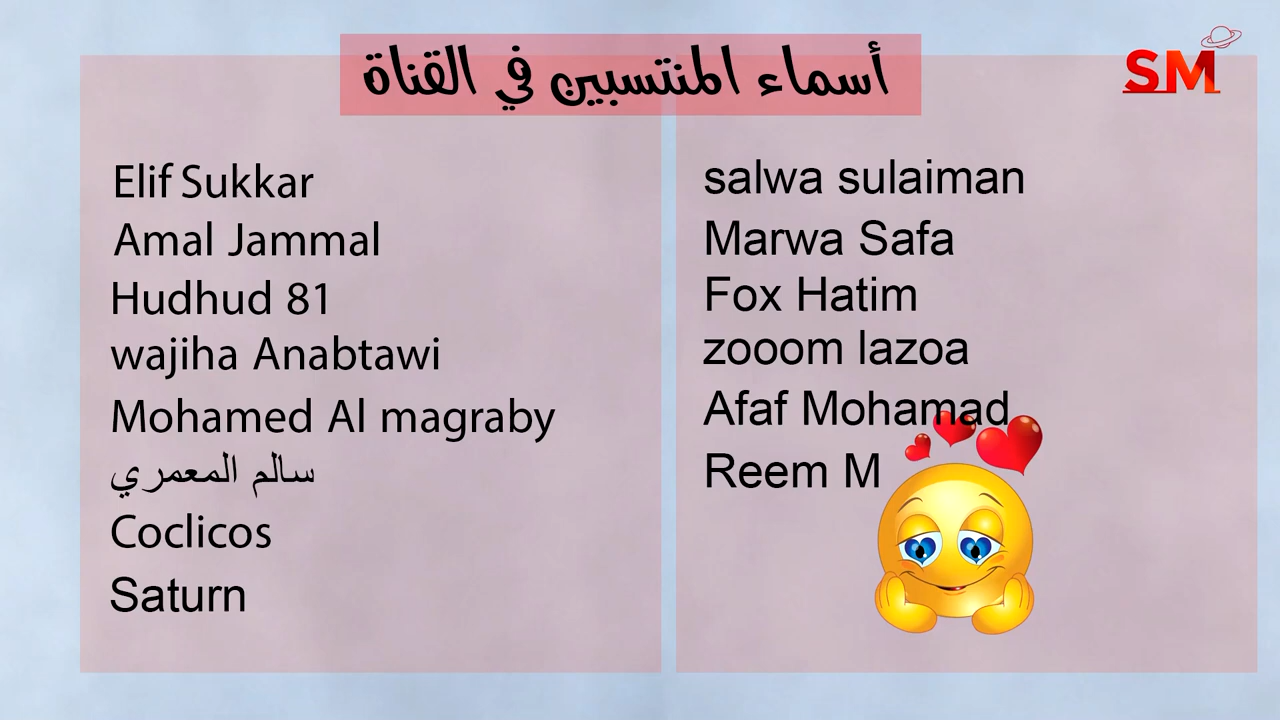 أسماء المنتسبين في القناة
SM
Elif Sukkar
Amal Jammal
Hudhud 81
wajiha Anabtawi
Mohamed Al magraby
سالم المعمري
Coclicos
Saturn
salwa sulaiman
Marwa Safa
Fox Hatim
zooom lazoa
Afaf Mohamad
Reem M